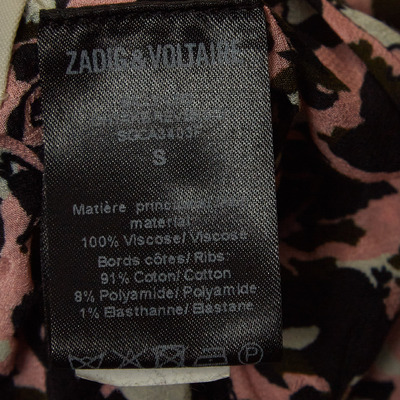 ZADIG & VOLTAIRE
S
Matière
material
100% Viscose/ Viscose
Bords côtes/ Ribs:
91% Coton/ Cotton
8% Polyamide/ Polyamide
1% Elasthanne/ Elastane